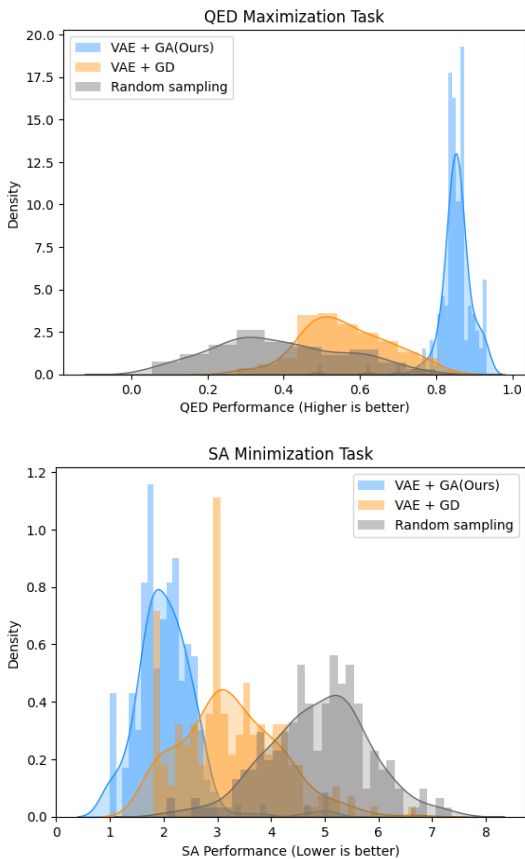 QED Maximization Task
20.0
17.5
15.0
12.5
10.0
7.5
5.0
2.5
0.0
Density
VAE + GA(Ours)
VAE + GD
Random sampling
0.0 0.2 0.4 0.6 0.8 1.0
QED Performance (Higher is better)
SA Minimization Task
1.2
1.0
0.8
0.6
0.4
0.2
0.0
Density
VAE + GA(Ours)
VAE + GD
Random sampling
0 1 2 3 4 5 6 7 8
SA Performance (Lower is better)